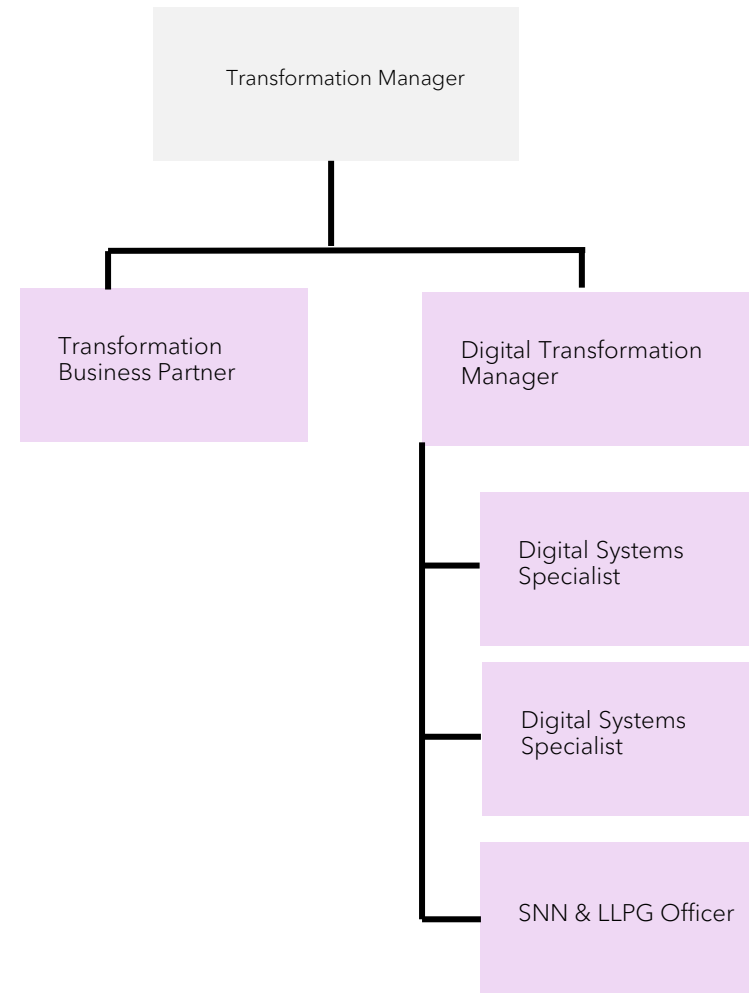 Transformation Manager
Transformation
Business Partner
Digital Transformation
Manager
Digital Systems
Specialist
Digital Systems
Specialist
SNN & LLPG Officer